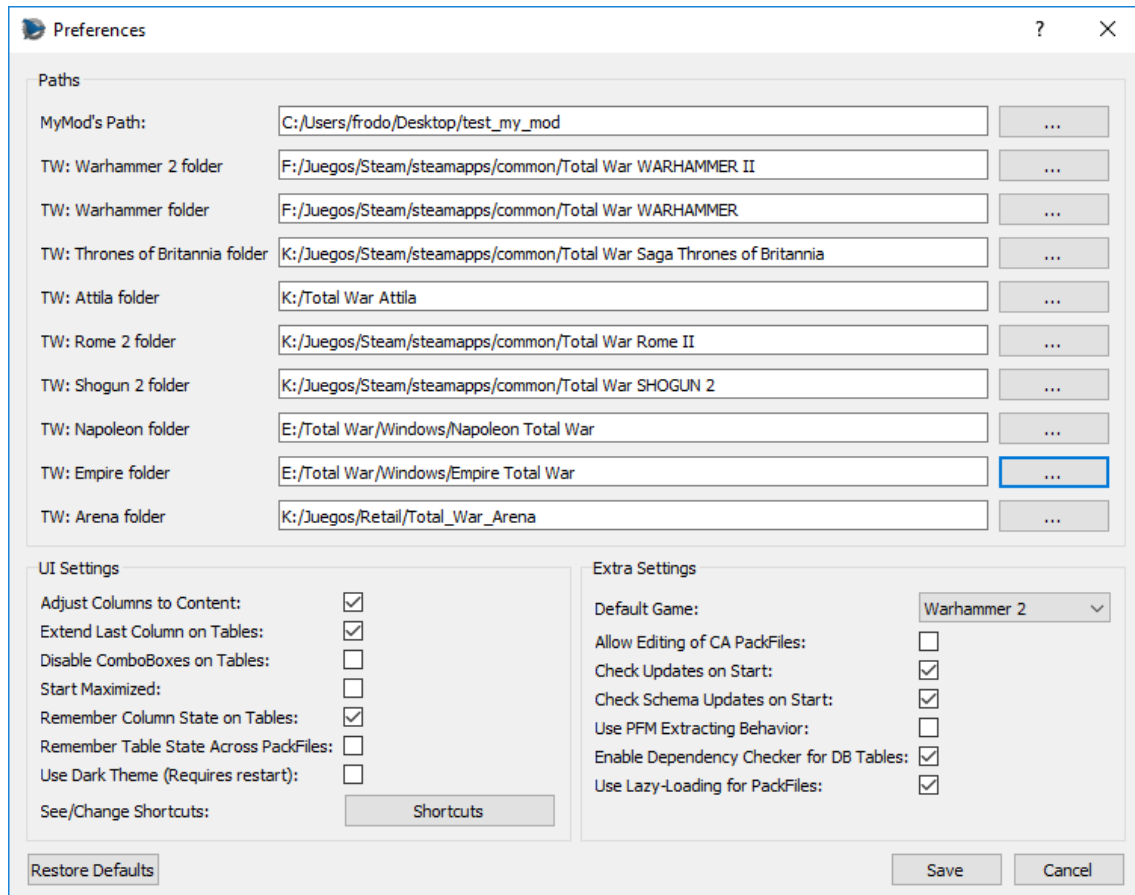 Preferences ?
Paths
MyMod's Path: C:/Users/frodo/Desktop/test_my_mod ...
TW: Warhammer 2 folder F:/Juegos/Steam/steamapps/common/Total War WARHAMMER II ...
TW: Warhammer folder F:/Juegos/Steam/steamapps/common/Total War WARHAMMER ...
TW: Thrones of Britannia folder K:/Juegos/Steam/steamapps/common/Total War Saga Thrones of Britannia ...
TW: Attila folder K:/Total War Attila ...
TW: Rome 2 folder K:/Juegos/Steam/steamapps/common/Total War Rome II ...
TW: Shogun 2 folder K:/Juegos/Steam/steamapps/common/Total War SHOGUN 2 ...
TW: Napoleon folder E:/Total War/Windows/Napoleon Total War ...
TW: Empire folder E:/Total War/Windows/Empire Total War ...
TW: Arena folder K:/Juegos/Retail/Total_War_Arena ...
UI Settings
Adjust Columns to Content:
Extend Last Column on Tables:
Disable ComboBoxes on Tables:
Start Maximized:
Remember Column State on Tables:
Remember Table State Across PackFiles:
Use Dark Theme (Requires restart):
See/Change Shortcuts: Shortcuts
Extra Settings
Default Game: Warhammer 2
Allow Editing of CA PackFiles:
Check Updates on Start:
Check Schema Updates on Start:
Use PFM Extracting Behavior:
Enable Dependency Checker for DB Tables:
Use Lazy-Loading for PackFiles:
Restore Defaults Save Cancel